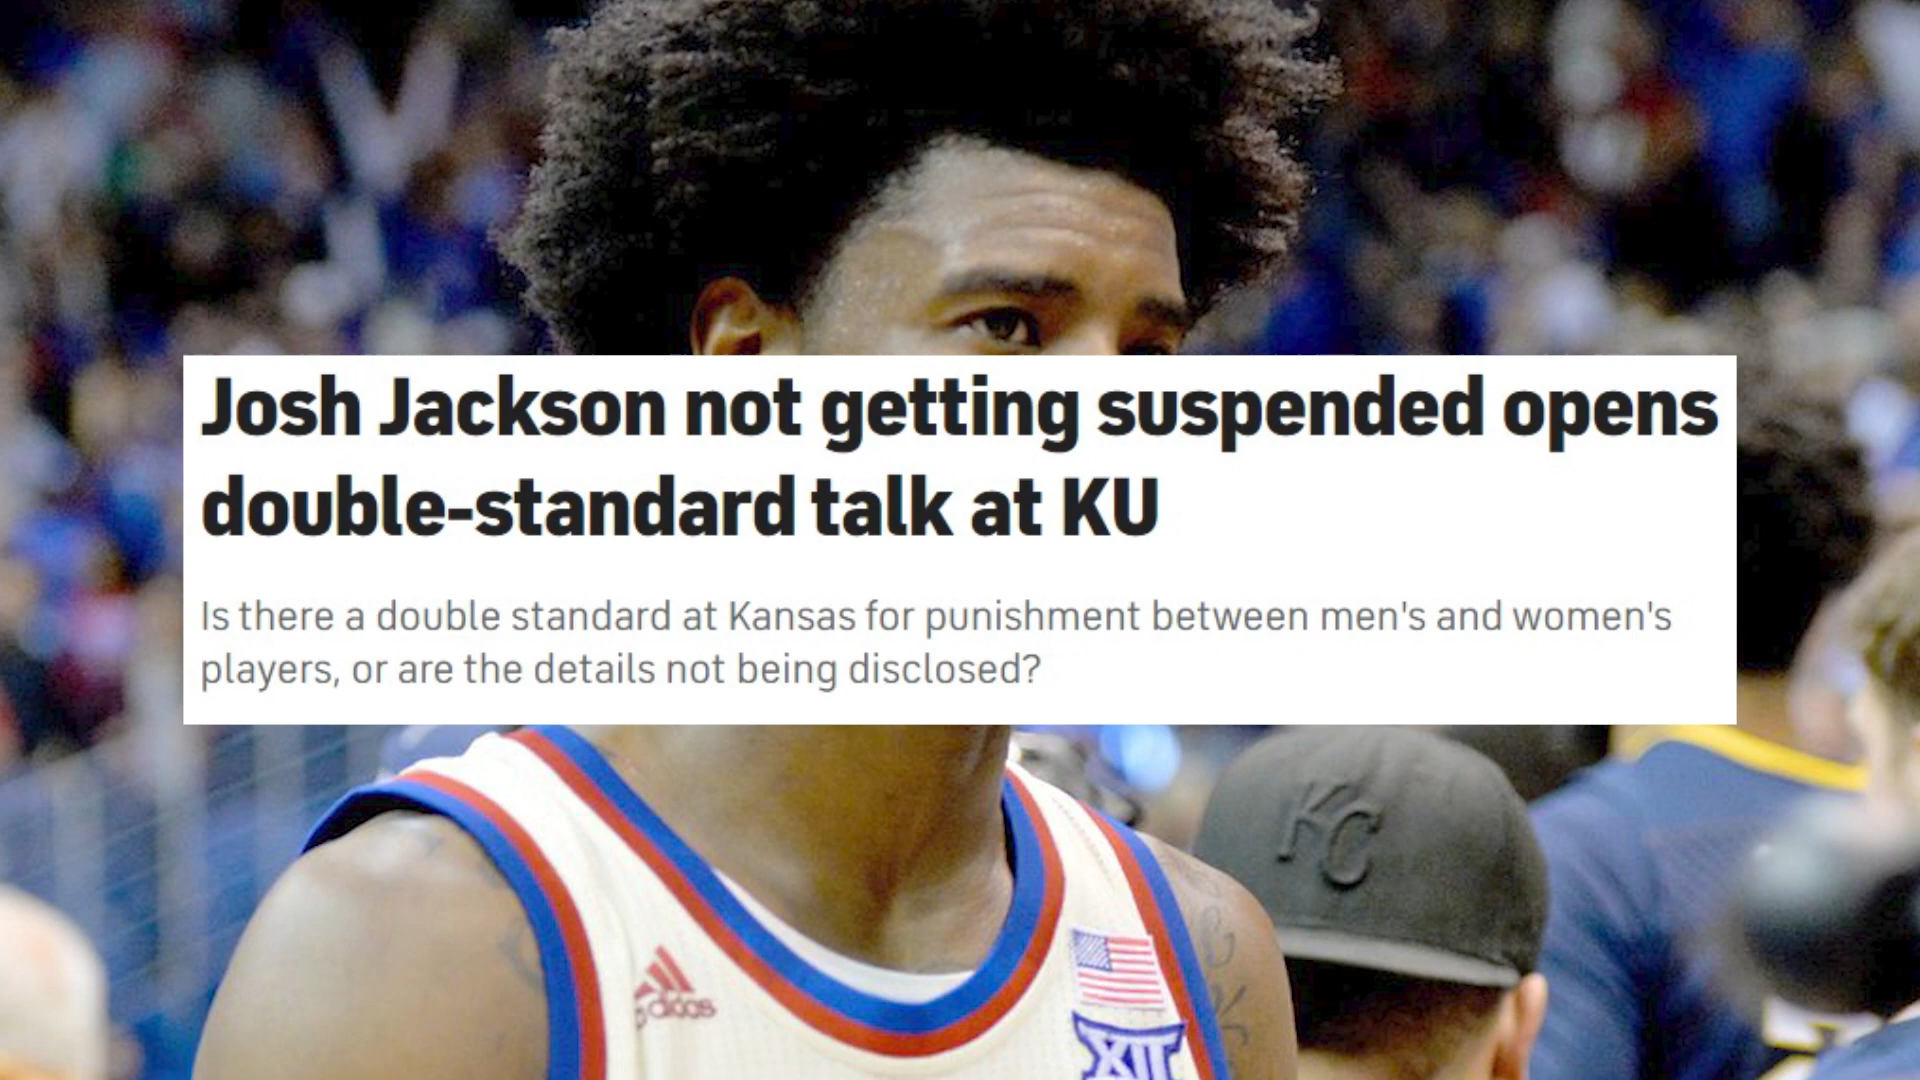 Josh Jackson not getting suspended opens
double-standard talk at KU
Is there a double standard at Kansas for punishment between men's and women's
players, or are the details not being disclosed?
KC
adidas
XII